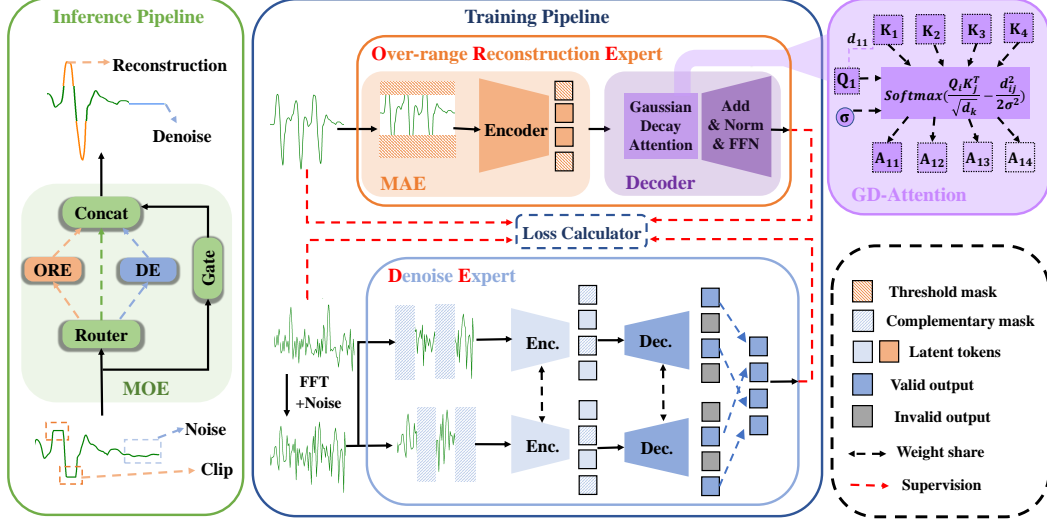 Inference Pipeline
Reconstruction
Denoise
Concat
ORE
DE
Gate
Router
MOE
Noise
Clip
Training Pipeline
Over-range Reconstruction Expert
Encoder
MAE
Gaussian
Decay
Attention
Add
& Norm
& FFN
Decoder
Loss Calculator
Denoise Expert
FFT
+Noise
Enc.
Dec.
Enc.
Dec.
d₁₁
K₁
K₂
K₃
K₄
Q₁
σ
Softmax(QᵢKⱼᵀ/√dₖ − d²ᵢⱼ/2σ²)
A₁₁
A₁₂
A₁₃
A₁₄
GD-Attention
Threshold mask
Complementary mask
Latent tokens
Valid output
Invalid output
Weight share
Supervision